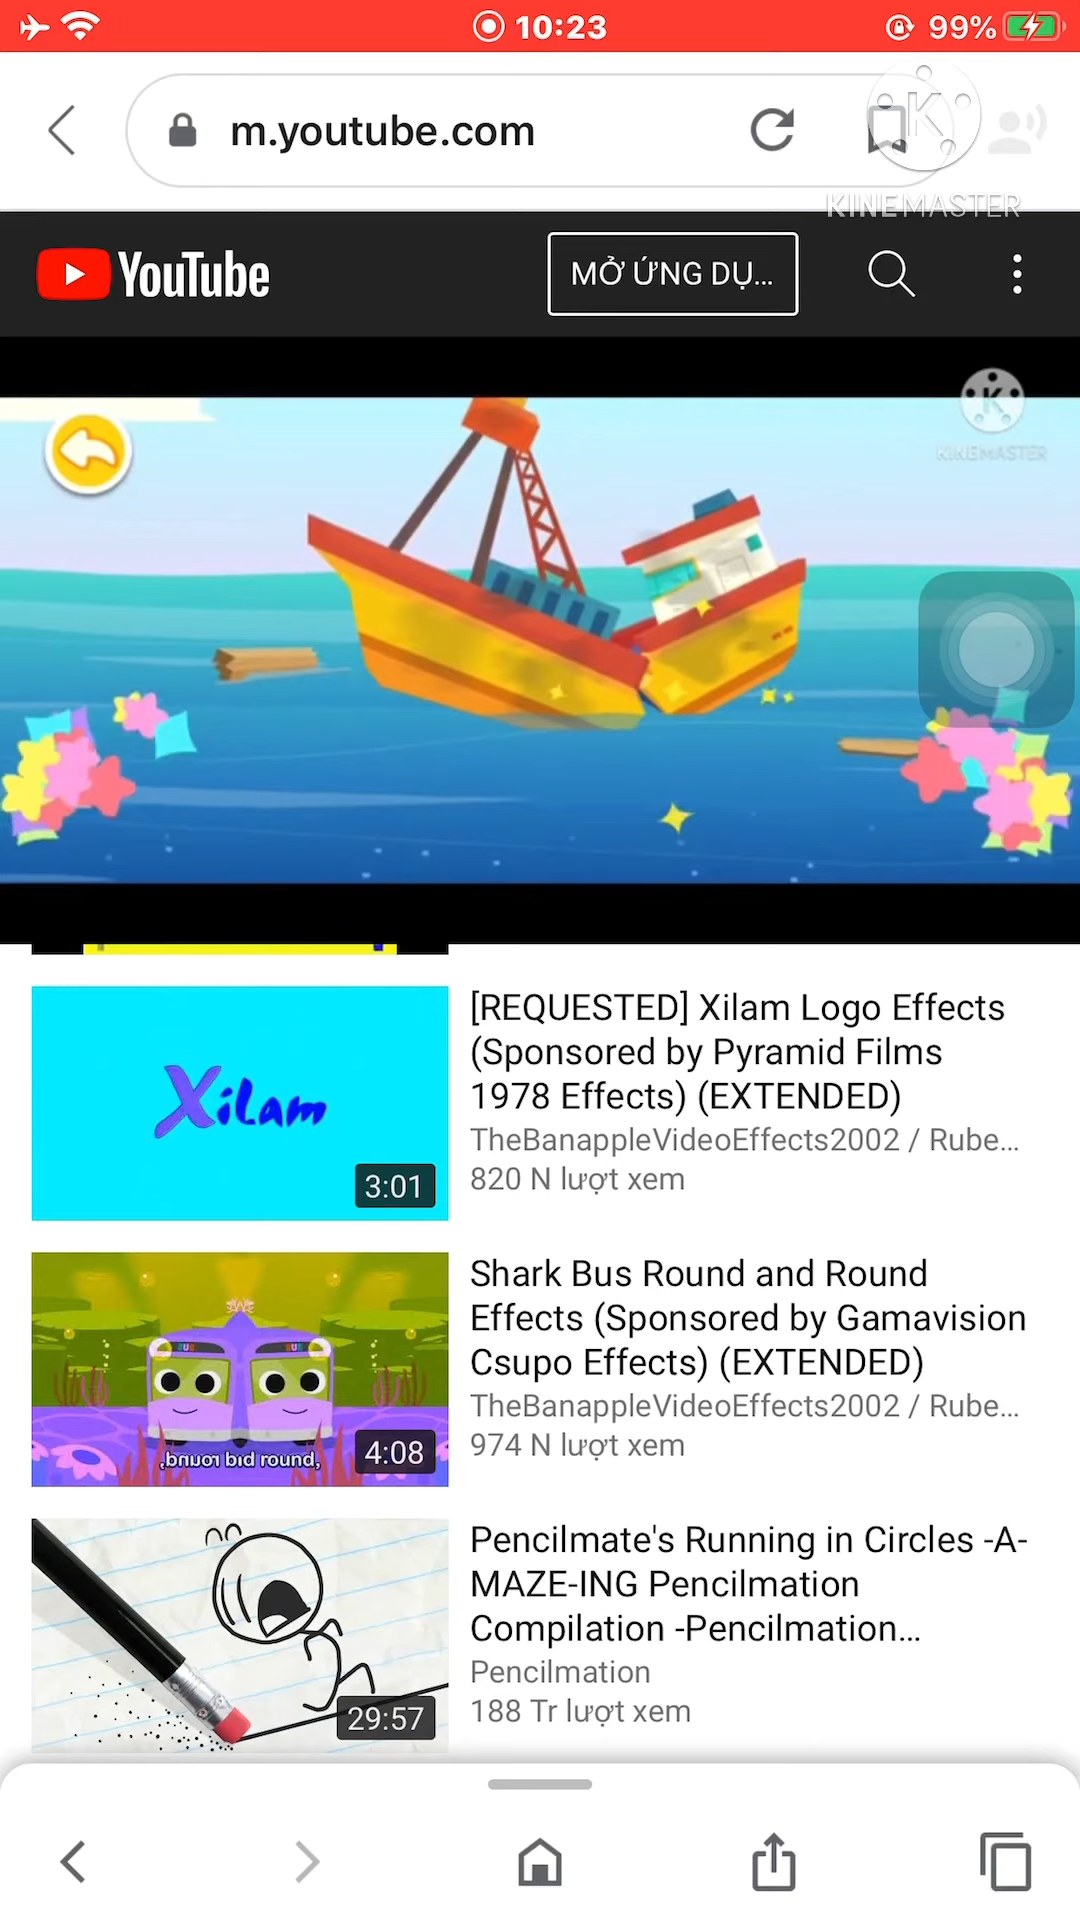 10:23
99%
m.youtube.com
KINEMASTER
YouTube
MỞ ỨNG DỤ...
KINEMASTER
Xilam
3:01
[REQUESTED] Xilam Logo Effects
(Sponsored by Pyramid Films
1978 Effects) (EXTENDED)
TheBanappleVideoEffects2002 / Rube...
820 N lượt xem
round,
4:08
Shark Bus Round and Round
Effects (Sponsored by Gamavision
Csupo Effects) (EXTENDED)
TheBanappleVideoEffects2002 / Rube...
974 N lượt xem
29:57
Pencilmate's Running in Circles -A-
MAZE-ING Pencilmation
Compilation -Pencilmation...
Pencilmation
188 Tr lượt xem